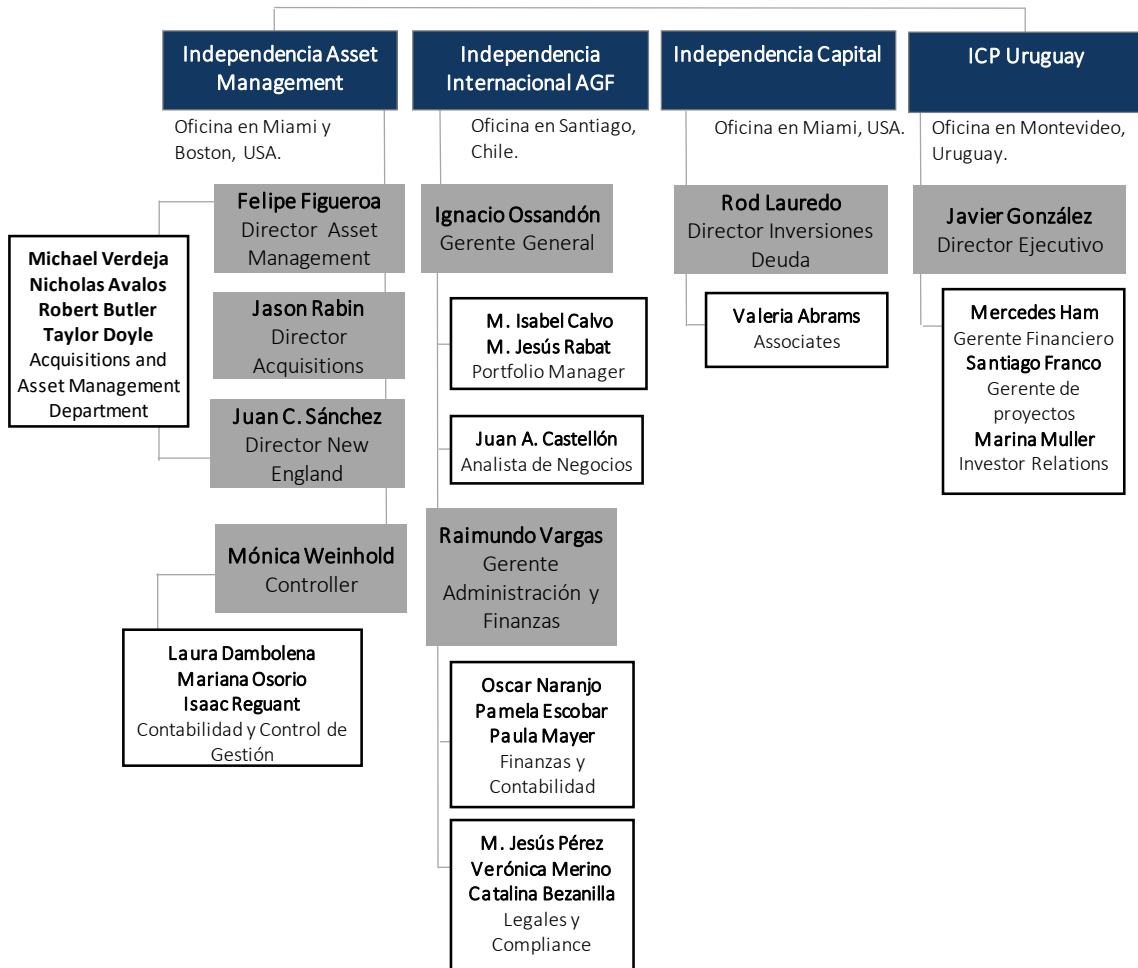 Independencia Asset
Management
Oficina en Miami y
Boston, USA.
Felipe Figueroa
Director Asset
Management
Michael Verdeja
Nicholas Avalos
Robert Butler
Taylor Doyle
Acquisitions and
Asset Management
Department
Jason Rabin
Director
Acquisitions
Juan C. Sánchez
Director New
England
Mónica Weinhold
Controller
Laura Dambolena
Mariana Osorio
Isaac Reguant
Contabilidad y Control de
Gestión
Independencia
Internacional AGF
Oficina en Santiago,
Chile.
Ignacio Ossandón
Gerente General
M. Isabel Calvo
M. Jesús Rabat
Portfolio Manager
Juan A. Castellón
Analista de Negocios
Raimundo Vargas
Gerente
Administración y
Finanzas
Oscar Naranjo
Pamela Escobar
Paula Mayer
Finanzas y
Contabilidad
M. Jesús Pérez
Verónica Merino
Catalina Bezanilla
Legales y
Compliance
Independencia Capital
Oficina en Miami, USA.
Rod Lauredo
Director Inversiones
Deuda
Valeria Abrams
Associates
ICP Uruguay
Oficina en Montevideo,
Uruguay.
Javier González
Director Ejecutivo
Mercedes Ham
Gerente Financiero
Santiago Franco
Gerente de
proyectos
Marina Muller
Investor Relations